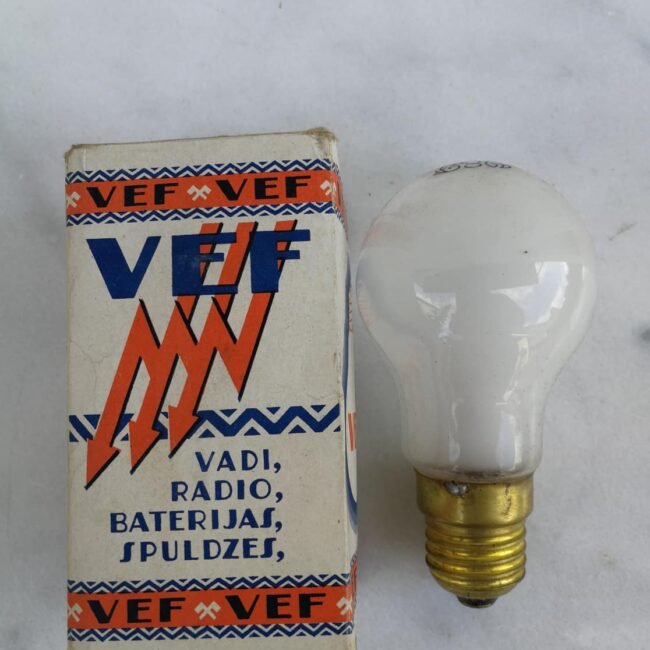 VEF VEF
VEF
VADI,
RADIO,
BATERIJAS,
SPULDZES,
VEF VEF